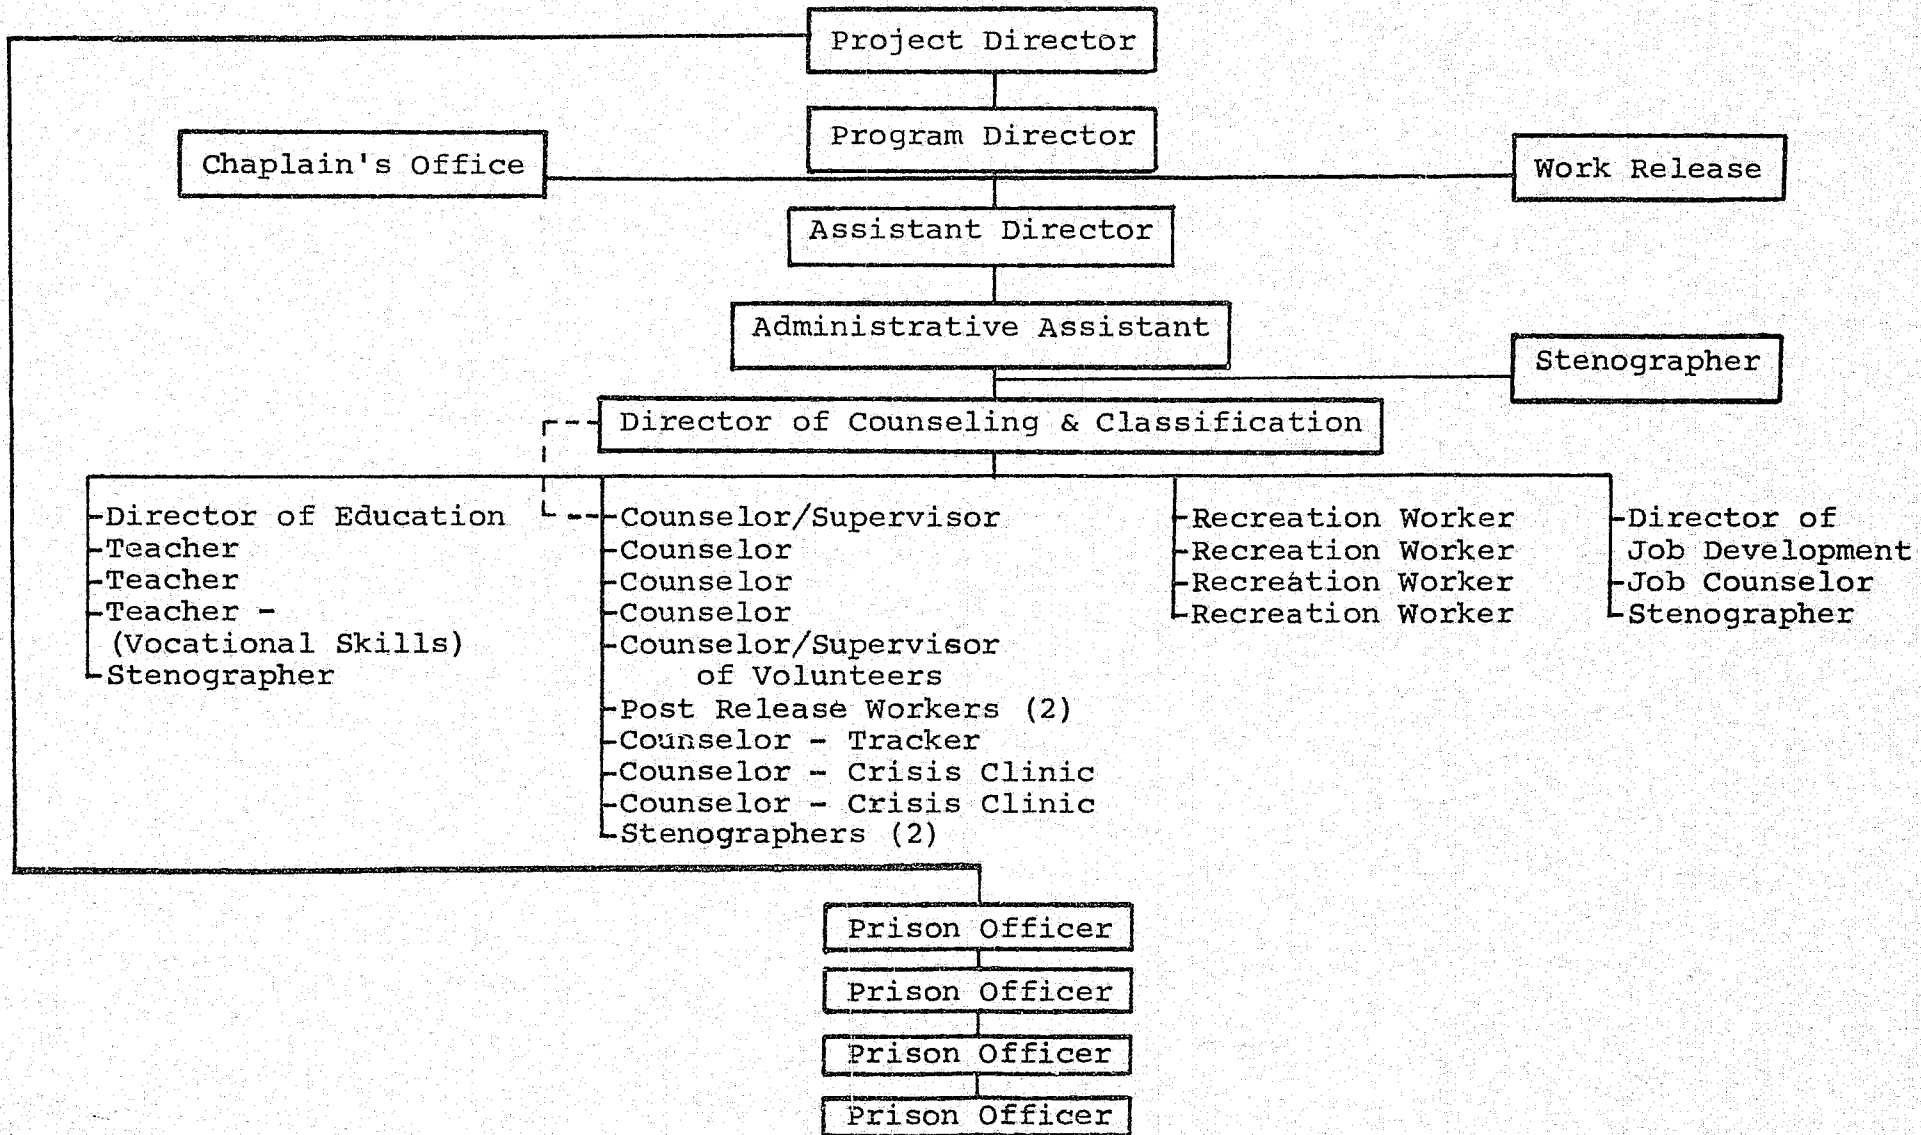 Project Director
Program Director
Chaplain's Office
Work Release
Assistant Director
Administrative Assistant
Stenographer
Director of Counseling & Classification
-Director of Education
-Teacher
-Teacher
-Teacher -
(Vocational Skills)
-Stenographer
-Counselor/Supervisor
-Counselor
-Counselor
-Counselor
-Counselor/Supervisor
of Volunteers
-Post Release Workers (2)
-Counselor - Tracker
-Counselor - Crisis Clinic
-Counselor - Crisis Clinic
-Stenographers (2)
-Recreation Worker
-Recreation Worker
-Recreation Worker
-Recreation Worker
-Director of
Job Development
-Job Counselor
-Stenographer
Prison Officer
Prison Officer
Prison Officer
Prison Officer